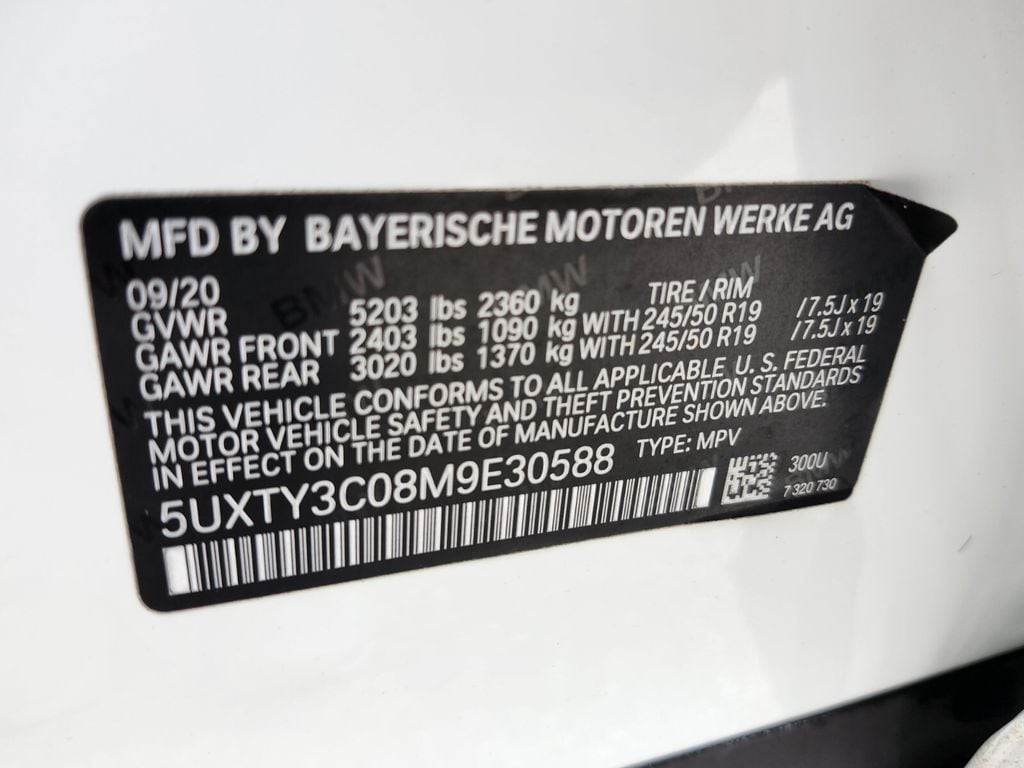 MFD BY BAYERISCHE MOTOREN WERKE AG
09/20 TIRE / RIM
GVWR 5203 lbs 2360 kg
GAWR FRONT 2403 lbs 1090 kg WITH 245/50 R19 / 7.5J x 19
GAWR REAR 3020 lbs 1370 kg WITH 245/50 R19 / 7.5J x 19
THIS VEHICLE CONFORMS TO ALL APPLICABLE U. S. FEDERAL
MOTOR VEHICLE SAFETY AND THEFT PREVENTION STANDARDS
IN EFFECT ON THE DATE OF MANUFACTURE SHOWN ABOVE.
5UXTY3C08M9E30588 TYPE: MPV
300U
7 320 730